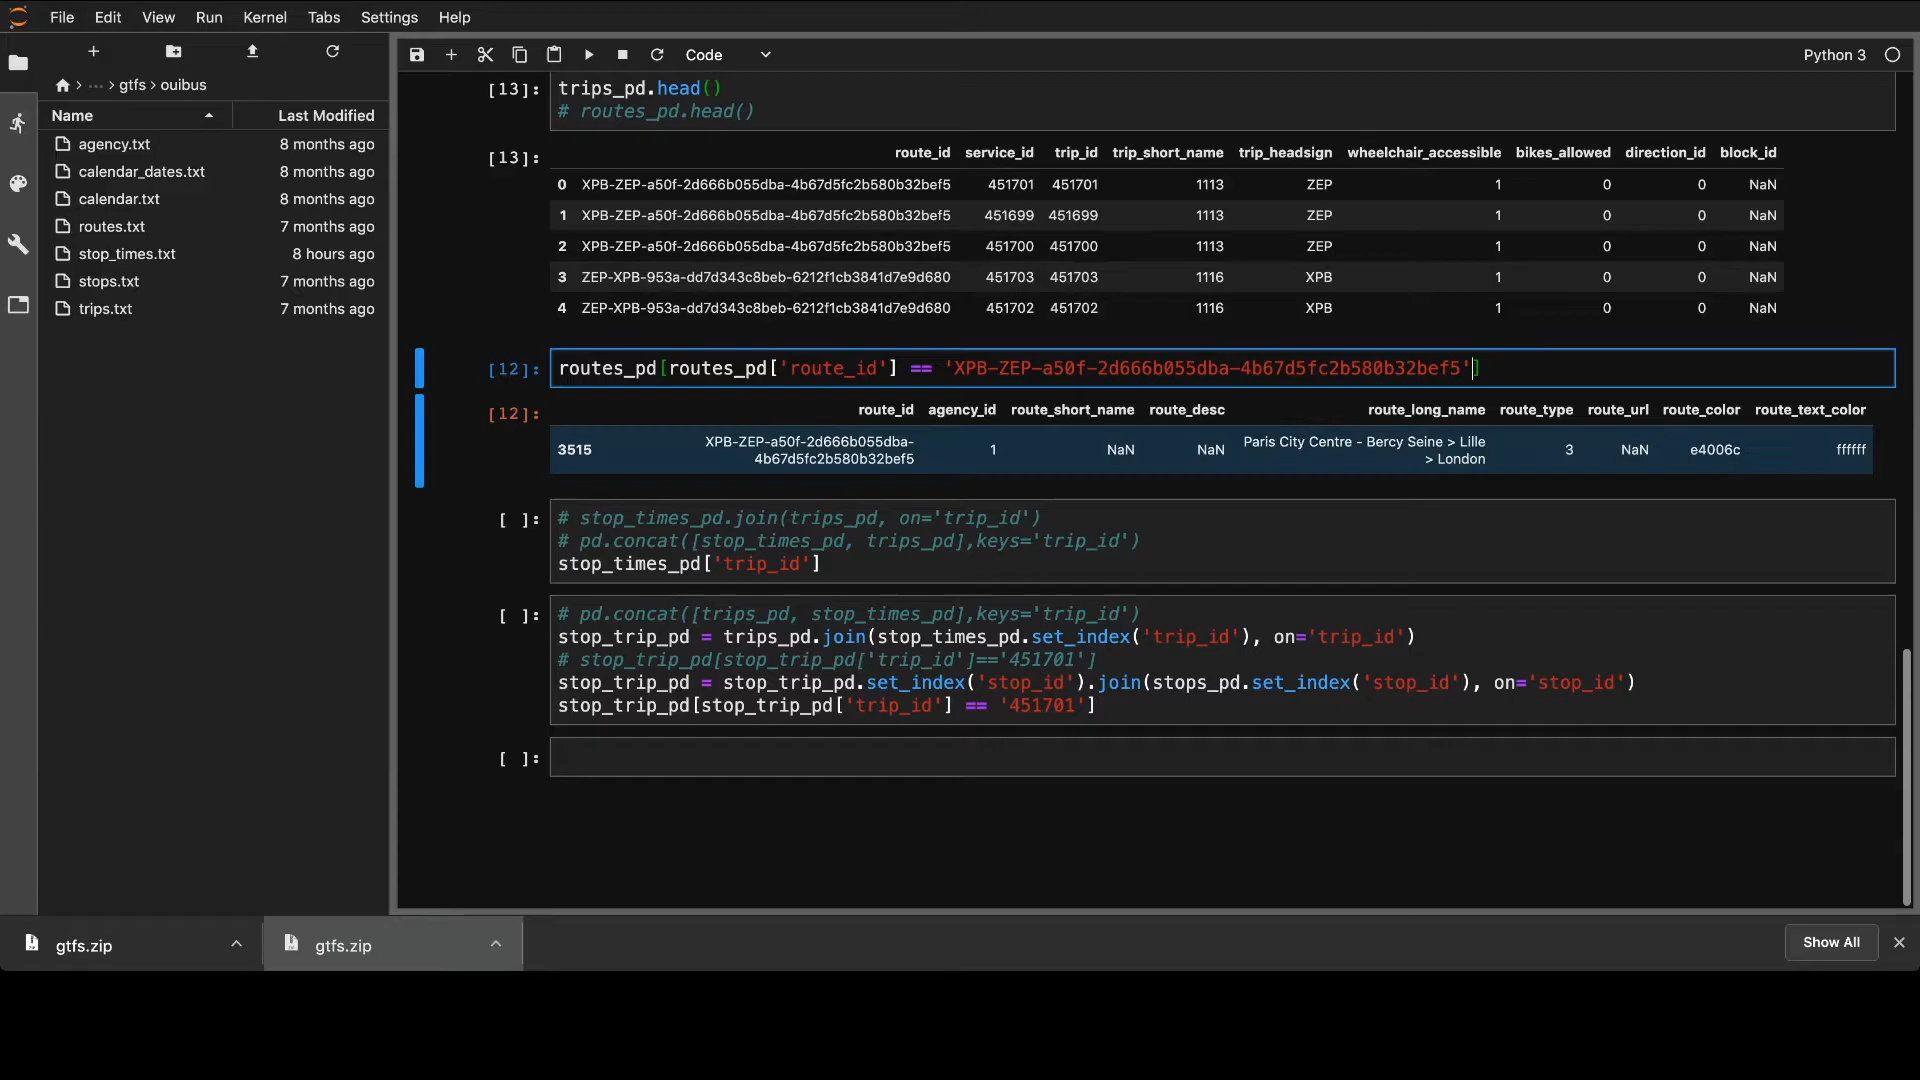 File Edit View Run Kernel Tabs Settings Help
Code
Python 3
… > gtfs > ouibus
Name Last Modified
agency.txt 8 months ago
calendar_dates.txt 8 months ago
calendar.txt 8 months ago
routes.txt 7 months ago
stop_times.txt 8 hours ago
stops.txt 7 months ago
trips.txt 7 months ago
[13]: trips_pd.head()
# routes_pd.head()
[13]: route_id service_id trip_id trip_short_name trip_headsign wheelchair_accessible bikes_allowed direction_id block_id
0 XPB-ZEP-a50f-2d666b055dba-4b67d5fc2b580b32bef5 451701 451701 1113 ZEP 1 0 0 NaN
1 XPB-ZEP-a50f-2d666b055dba-4b67d5fc2b580b32bef5 451699 451699 1113 ZEP 1 0 0 NaN
2 XPB-ZEP-a50f-2d666b055dba-4b67d5fc2b580b32bef5 451700 451700 1113 ZEP 1 0 0 NaN
3 ZEP-XPB-953a-dd7d343c8beb-6212f1cb3841d7e9d680 451703 451703 1116 XPB 1 0 0 NaN
4 ZEP-XPB-953a-dd7d343c8beb-6212f1cb3841d7e9d680 451702 451702 1116 XPB 1 0 0 NaN
[12]: routes_pd[routes_pd['route_id'] == 'XPB-ZEP-a50f-2d666b055dba-4b67d5fc2b580b32bef5']
[12]: route_id agency_id route_short_name route_desc route_long_name route_type route_url route_color route_text_color
3515 XPB-ZEP-a50f-2d666b055dba-
4b67d5fc2b580b32bef5 1 NaN NaN Paris City Centre - Bercy Seine > Lille
> London 3 NaN e4006c ffffff
[ ]: # stop_times_pd.join(trips_pd, on='trip_id')
# pd.concat([stop_times_pd, trips_pd],keys='trip_id')
stop_times_pd['trip_id']
[ ]: # pd.concat([trips_pd, stop_times_pd],keys='trip_id')
stop_trip_pd = trips_pd.join(stop_times_pd.set_index('trip_id'), on='trip_id')
# stop_trip_pd[stop_trip_pd['trip_id']=='451701']
stop_trip_pd = stop_trip_pd.set_index('stop_id').join(stops_pd.set_index('stop_id'), on='stop_id')
stop_trip_pd[stop_trip_pd['trip_id'] == '451701']
[ ]:
gtfs.zip gtfs.zip Show All